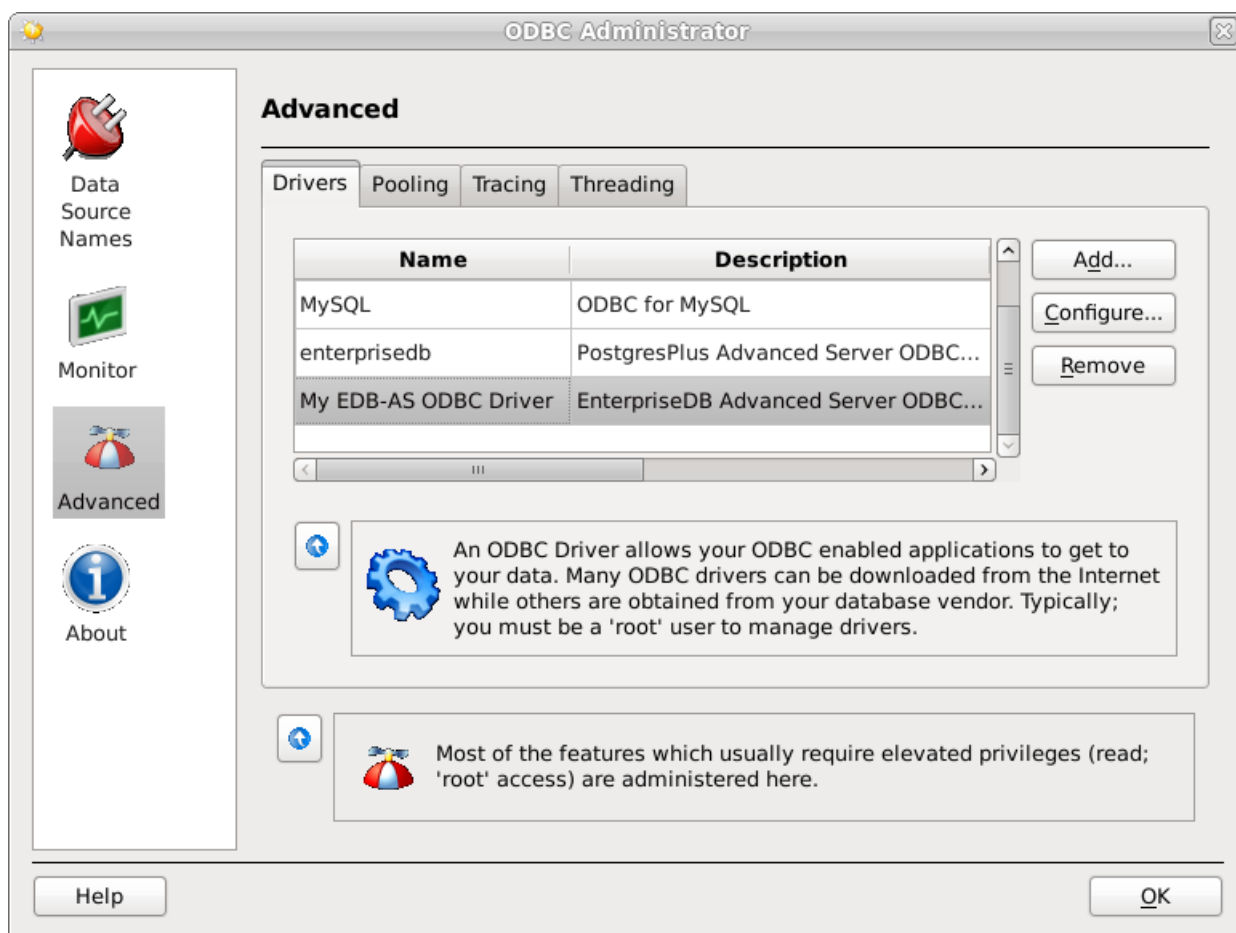 ODBC Administrator
Data
Source
Names
Monitor
Advanced
About
Advanced
Drivers Pooling Tracing Threading
Name Description
MySQL ODBC for MySQL
enterprisedb PostgresPlus Advanced Server ODBC...
My EDB-AS ODBC Driver EnterpriseDB Advanced Server ODBC...
Add...
Configure...
Remove
An ODBC Driver allows your ODBC enabled applications to get to
your data. Many ODBC drivers can be downloaded from the Internet
while others are obtained from your database vendor. Typically;
you must be a 'root' user to manage drivers.
Most of the features which usually require elevated privileges (read;
'root' access) are administered here.
Help
OK